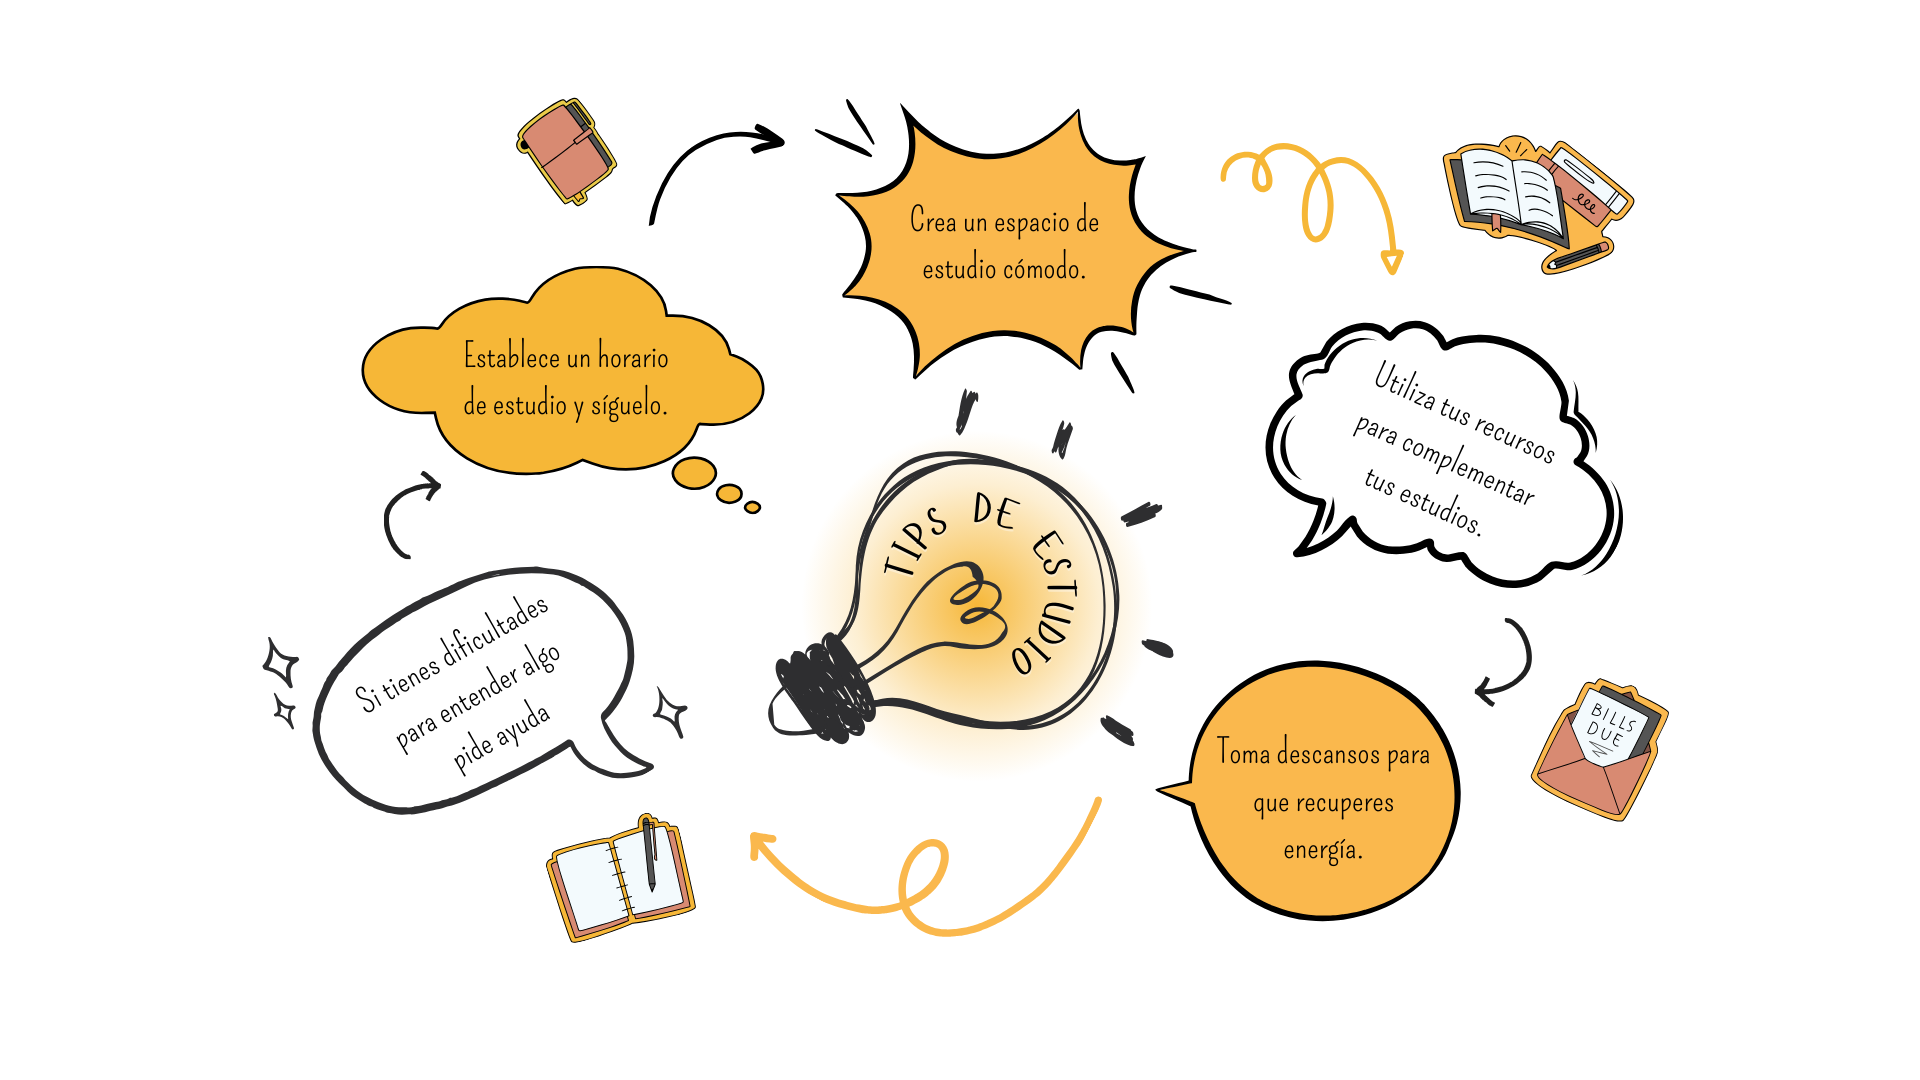 Crea un espacio de
estudio cómodo.
Establece un horario
de estudio y síguelo.
Utiliza tus recursos
para complementar
tus estudios.
TIPS DE ESTUDIO
Si tienes dificultades
para entender algo
pide ayuda
Toma descansos para
que recuperes
energía.
BILLS
DUE